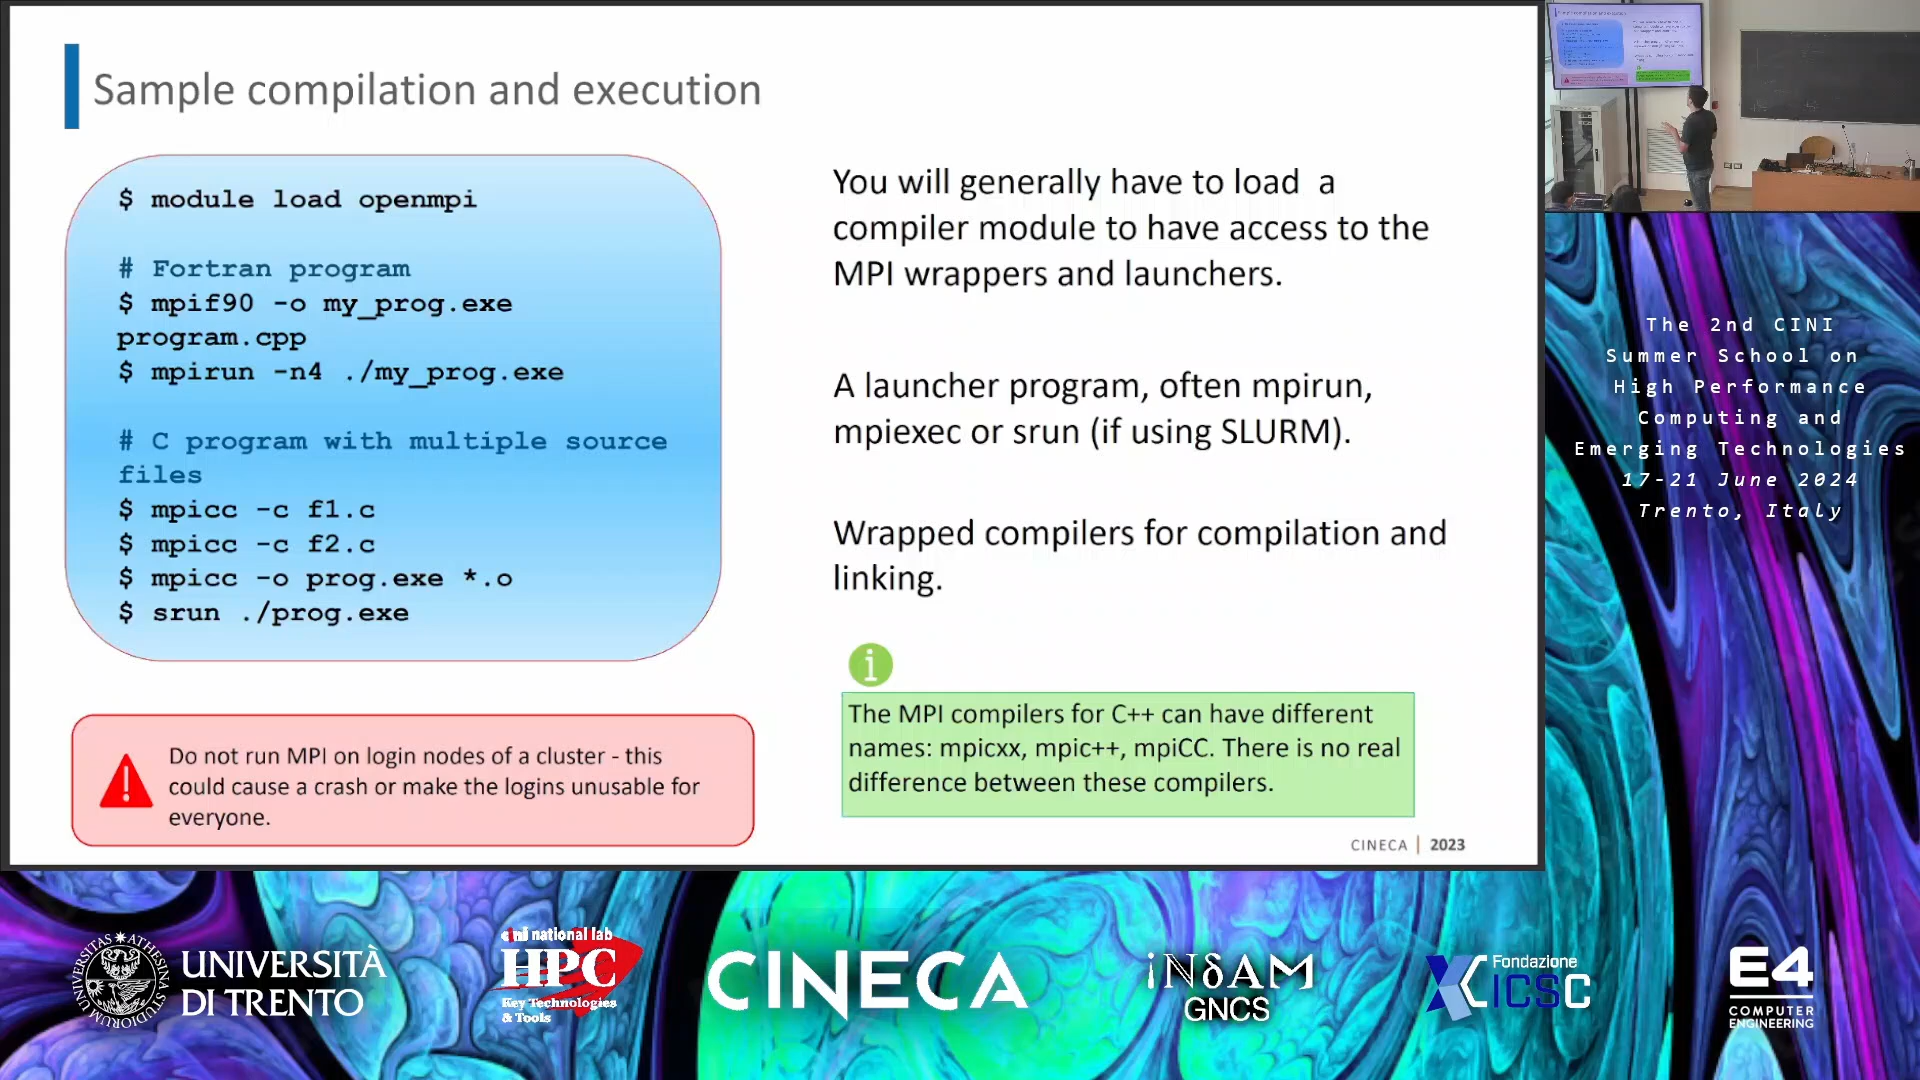 Sample compilation and execution
$ module load openmpi
# Fortran program
$ mpif90 -o my_prog.exe
program.cpp
$ mpirun -n4 ./my_prog.exe
# C program with multiple source
files
$ mpicc -c f1.c
$ mpicc -c f2.c
$ mpicc -o prog.exe *.o
$ srun ./prog.exe
Do not run MPI on login nodes of a cluster - this
could cause a crash or make the logins unusable for
everyone.
You will generally have to load a
compiler module to have access to the
MPI wrappers and launchers.
A launcher program, often mpirun,
mpiexec or srun (if using SLURM).
Wrapped compilers for compilation and
linking.
i
The MPI compilers for C++ can have different
names: mpicxx, mpic++, mpiCC. There is no real
difference between these compilers.
CINECA | 2023
The 2nd CINI
Summer School on
High Performance
Computing and
Emerging Technologies
17-21 June 2024
Trento, Italy
UNIVERSITÀ
DI TRENTO
cini national lab
HPC
Key Technologies
& Tools
CINECA
iNδAM
GNCS
Fondazione
ICSC
E4
COMPUTER
ENGINEERING